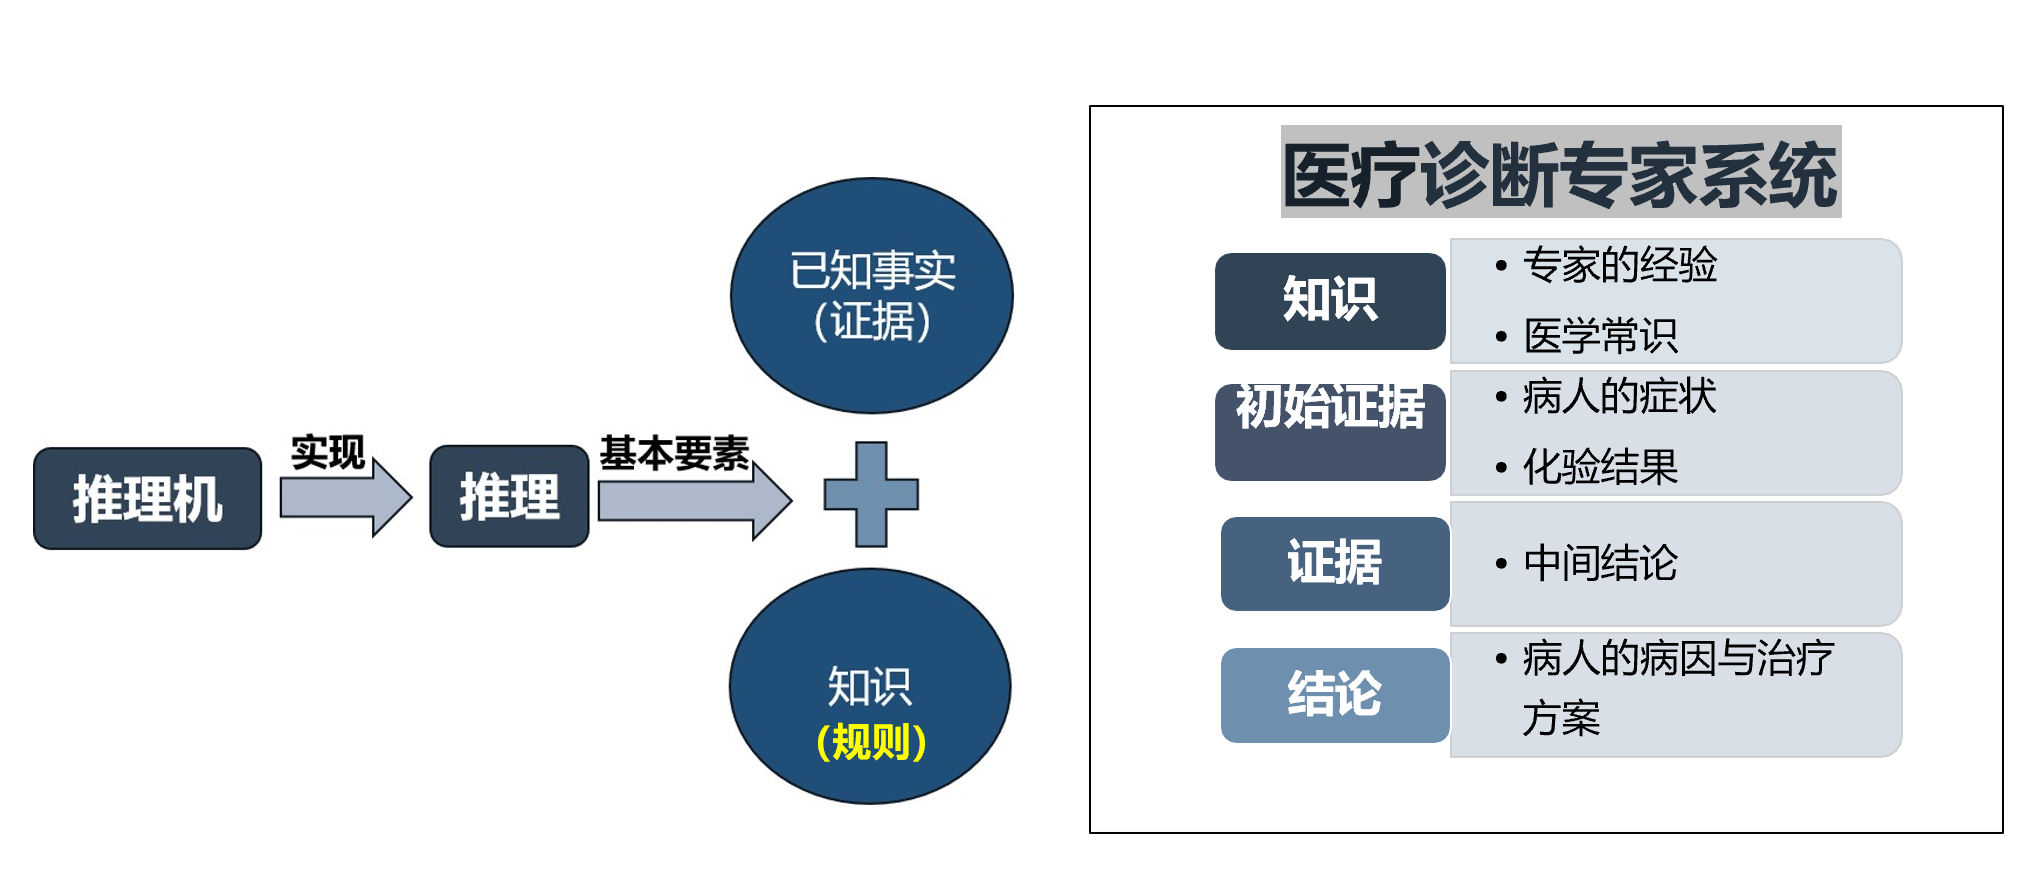 推理机
实现
推理
基本要素
已知事实
（证据）
知识
（规则）
医疗诊断专家系统
知识
• 专家的经验
• 医学常识
初始证据
• 病人的症状
• 化验结果
证据
• 中间结论
结论
• 病人的病因与治疗
方案